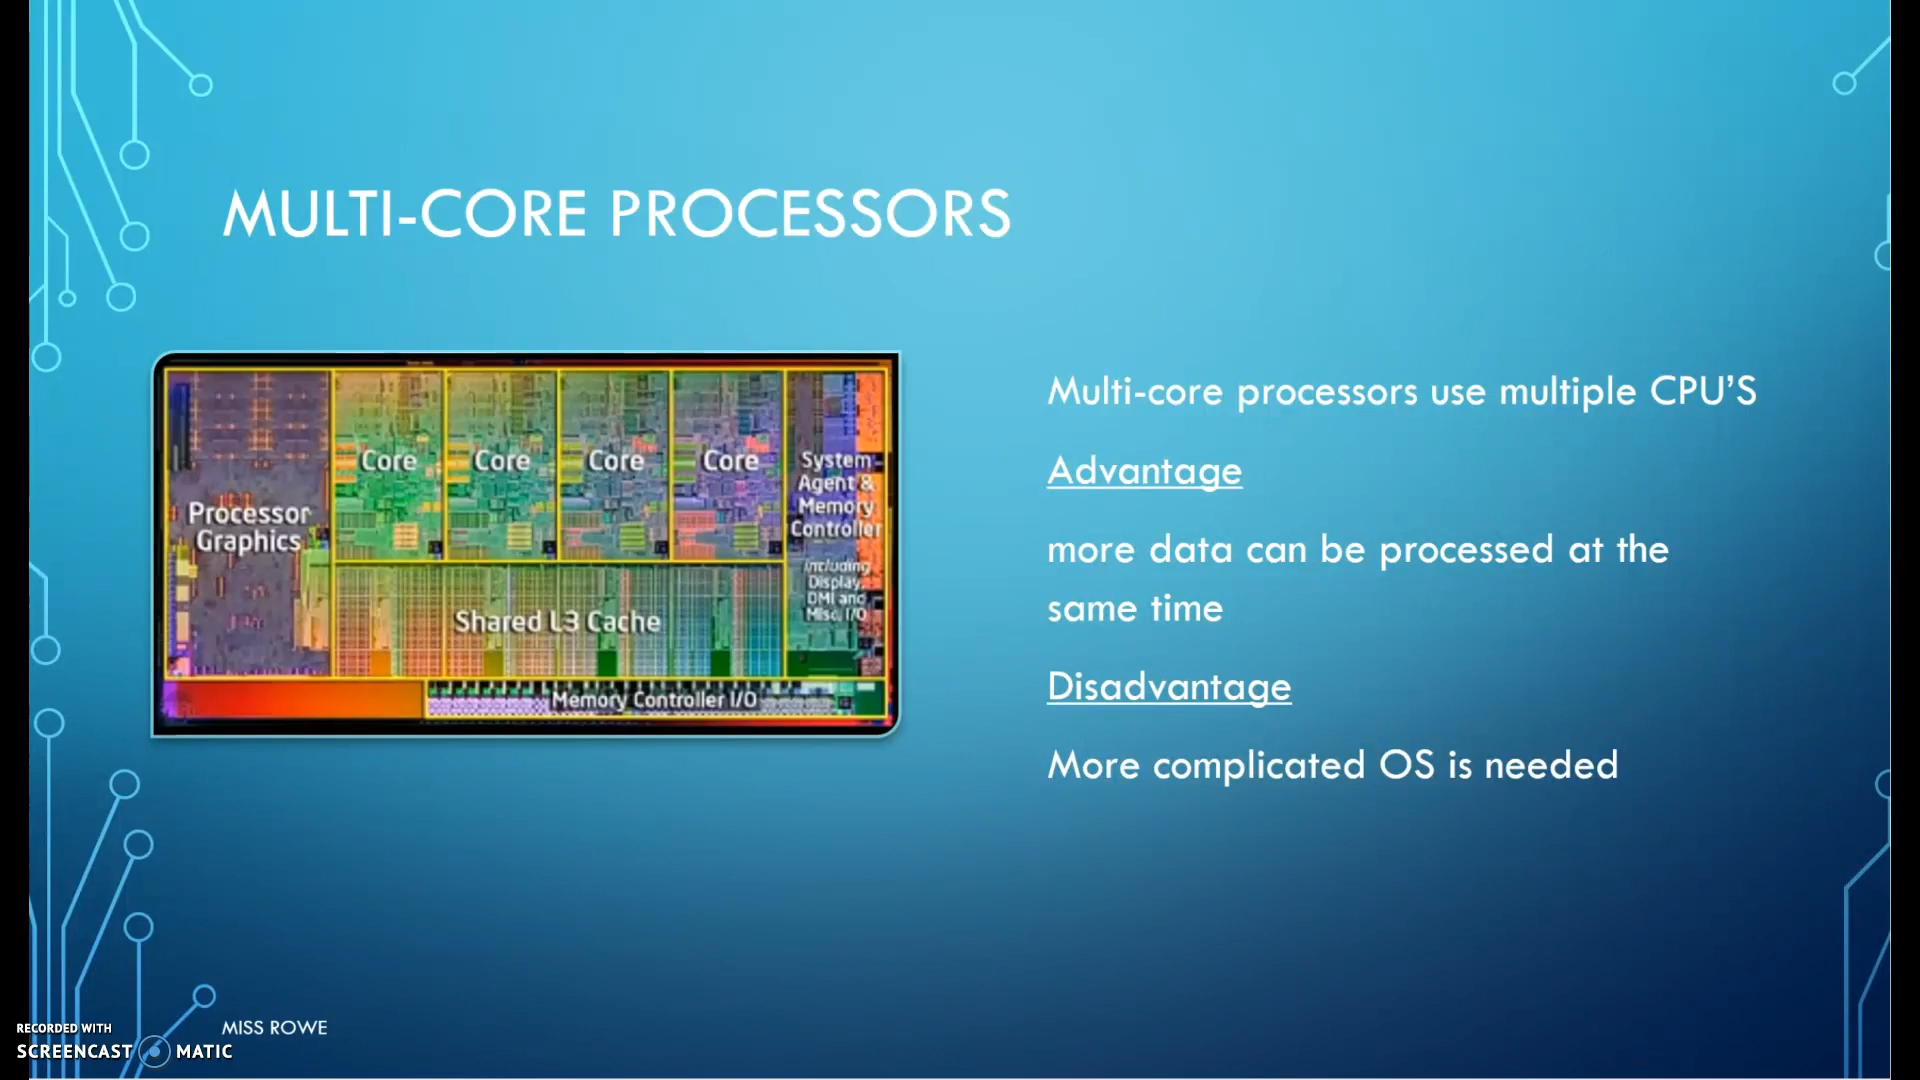 MULTI-CORE PROCESSORS
Processor
Graphics
Core
Core
Core
Core
System
Agent &
Memory
Controller
including
Display,
DMI and
Misc. I/O
Shared L3 Cache
Memory Controller I/O
Multi-core processors use multiple CPU’S
Advantage
more data can be processed at the
same time
Disadvantage
More complicated OS is needed
MISS ROWE
RECORDED WITH
SCREENCAST MATIC